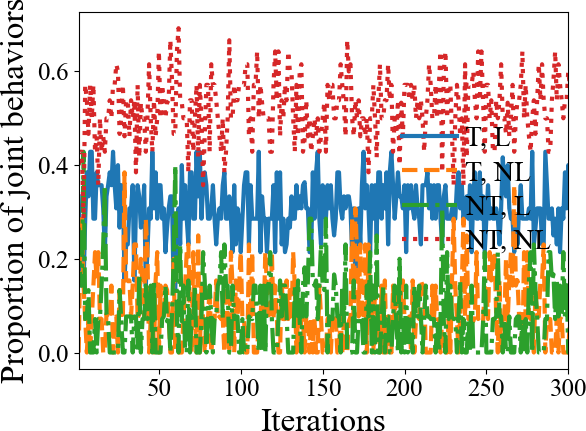 Proportion of joint behaviors
0.6
0.4
0.2
0.0
T, L
T, NL
NT, L
NT, NL
50
100
150
200
250
300
Iterations